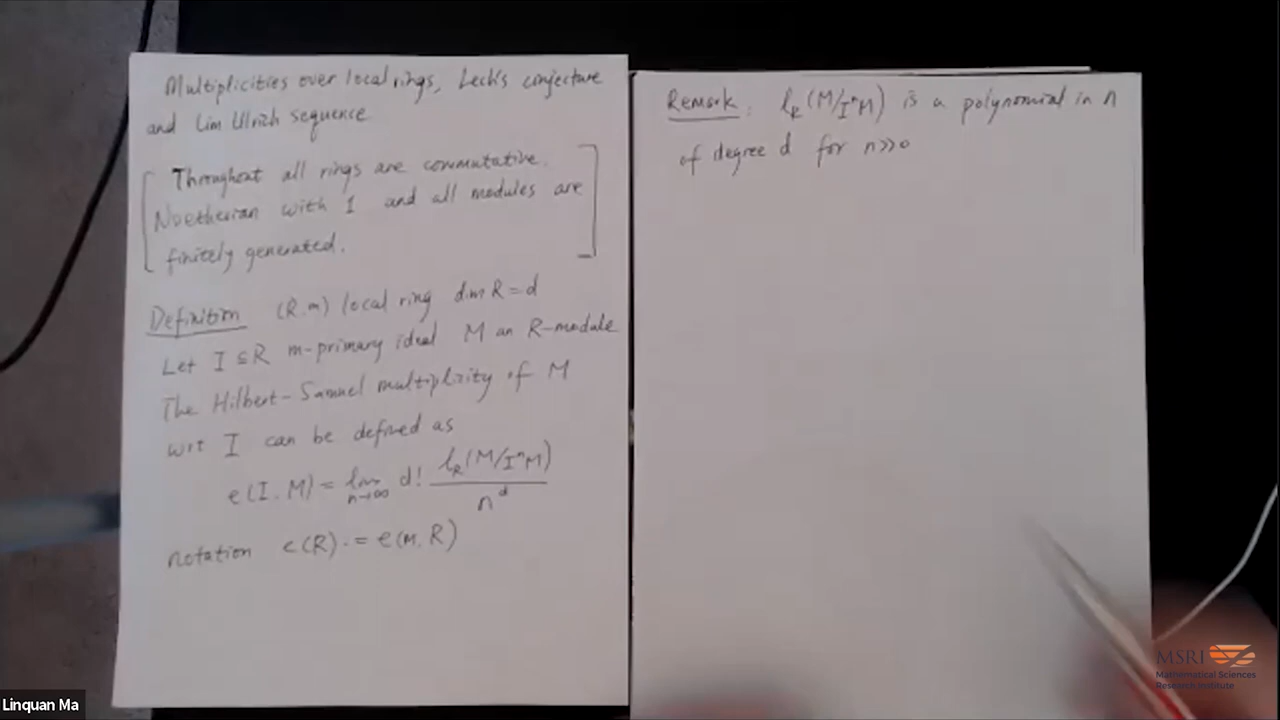 Multiplicities over local rings, Lech's conjecture
and Lim Ulrich sequence
Throughout all rings are commutative.
Noetherian with 1 and all modules are
finitely generated.
Definition (R.m) local ring dim R = d
Let I ⊆ R m-primary ideal M an R-module
The Hilbert-Samuel multiplicity of M
wrt I can be defined as
e(I.M) = lim n→∞ d! l_R(M/I^nM) / n^d
notation e(R) := e(m.R)
Remark: l_R(M/I^nM) is a polynomial in n
of degree d for n>>0
MSRI
Mathematical Sciences
Research Institute
Linquan Ma